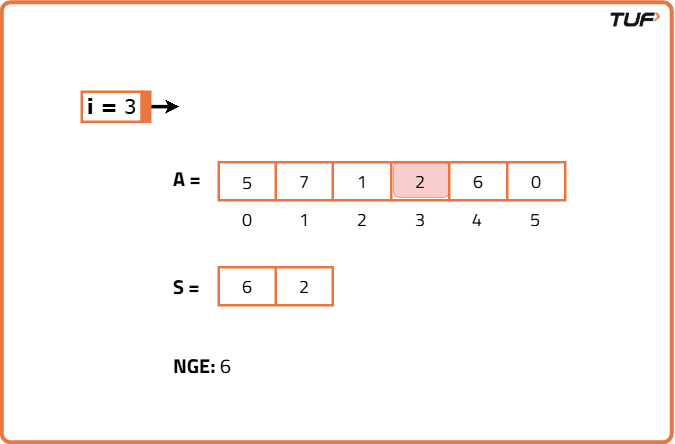 TUF
i = 3
A = 5 7 1 2 6 0
0 1 2 3 4 5
S = 6 2
NGE: 6